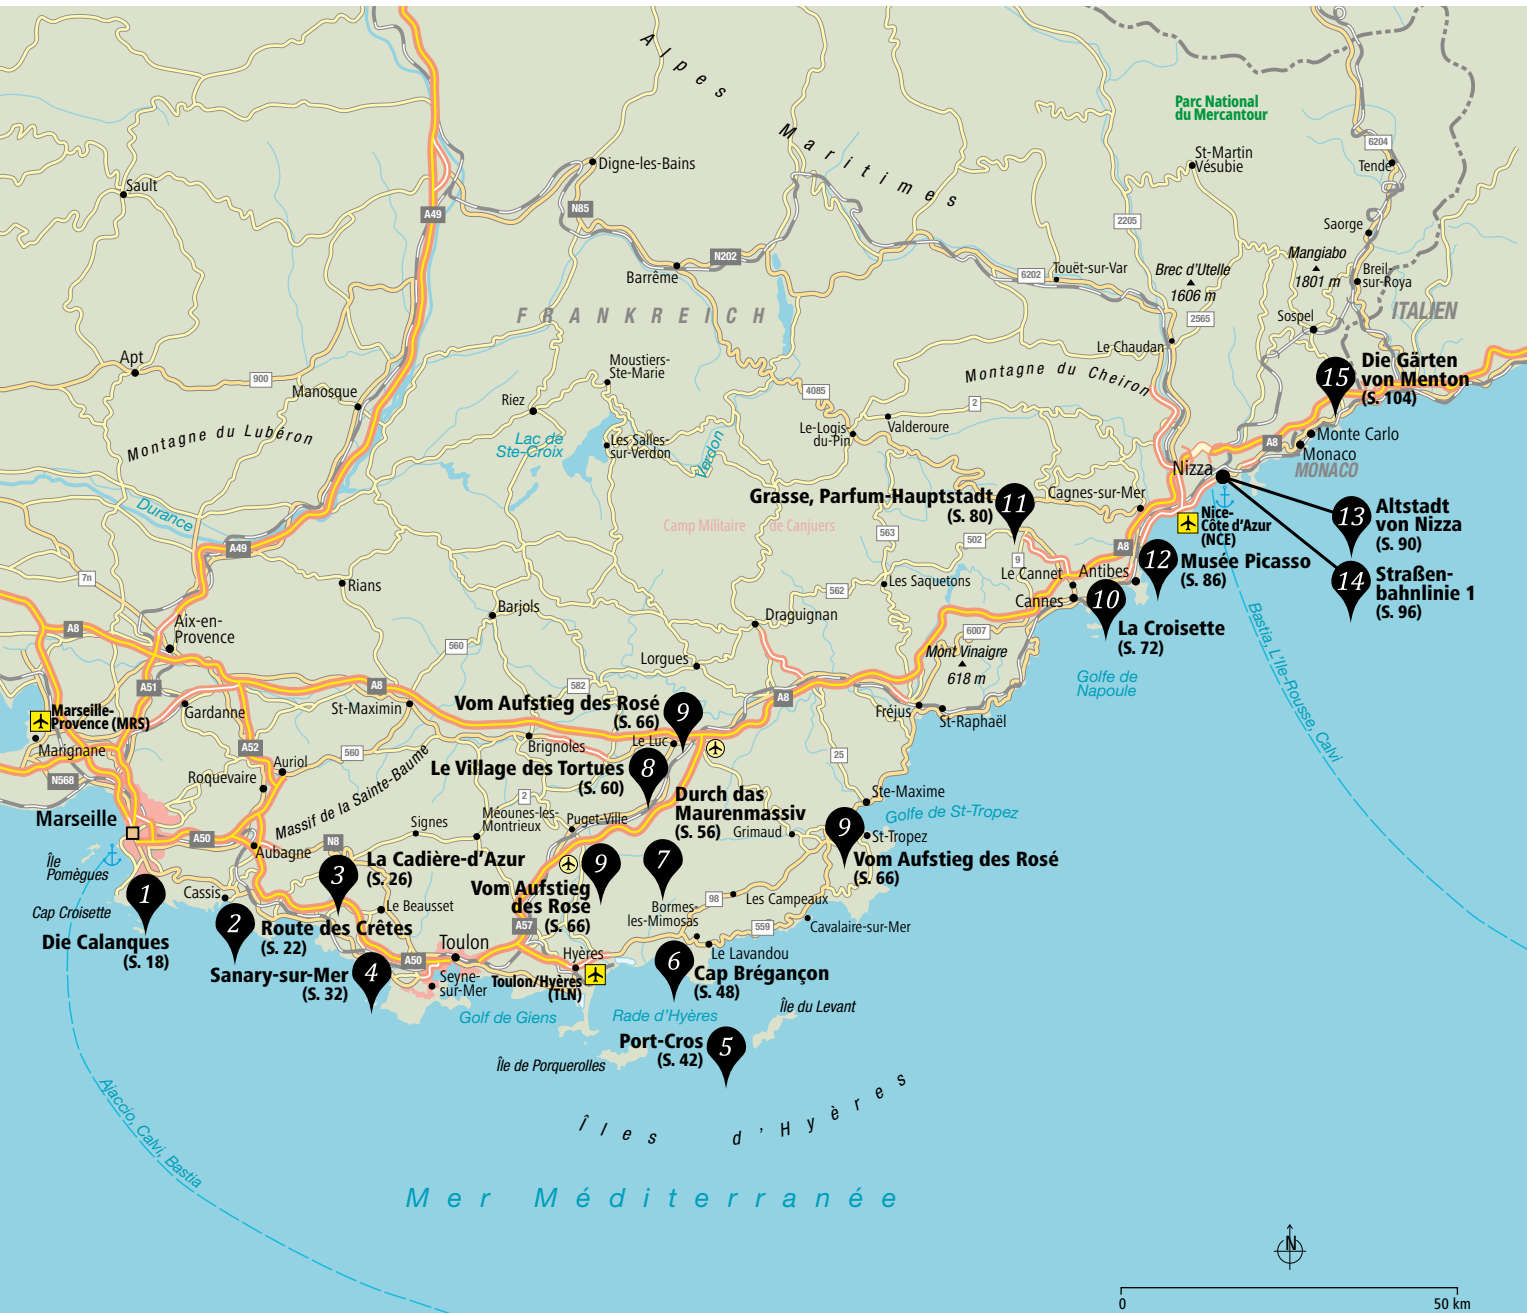 Alpes
Maritimes
Parc National
du Mercantour
6204
St-Martin
Vésubie
Tende
Digne-les-Bains
Sault
A49
N85
2205
Saorge
N202
Barrême
6202
Touët-sur-Var
Brec d'Utelle
1606 m
Mangiabo
1801 m
Breil-
sur-Roya
FRANKREICH
ITALIEN
2565
Sospel
Le Chaudan
Apt
900
Manosque
Moustiers-
Ste-Marie
Riez
4085
Montagne du Cheiron
2
15
Die Gärten
von Menton
(S. 104)
Montagne du Lubéron
Lac de
Ste-Croix
Les Salles-
sur-Verdon
Verdon
Le-Logis-
du-Pin
Valderoure
A8
Monte Carlo
Monaco
MONACO
Nizza
Durance
Grasse, Parfum-Hauptstadt
(S. 80)
11
Cagnes-sur-Mer
Nice-
Côte d'Azur
(NCE)
13
Altstadt
von Nizza
(S. 90)
Camp Militaire de Canjuers
563
502
9
A8
A49
7n
Rians
562
Les Saquetons
Le Cannet
Antibes
12
Musée Picasso
(S. 86)
14
Straßen-
bahnlinie 1
(S. 96)
Cannes
10
La Croisette
(S. 72)
Barjols
Draguignan
A8
Aix-en-
Provence
560
Lorgues
6007
Mont Vinaigre
618 m
Golfe de
Napoule
Bastia, L'Ile-Rousse, Calvi
A51
A8
582
A8
Gardanne
St-Maximin
Vom Aufstieg des Rosé
(S. 66)
9
Fréjus
St-Raphaël
Marseille-
Provence (MRS)
Marignane
A52
560
Brignoles
Le Luc
25
N568
Auriol
Roquevaire
Massif de la Sainte-Baume
Le Village des Tortues
(S. 60)
8
2
Ste-Maxime
Golfe de St-Tropez
Durch das
Maurenmassiv
(S. 56)
Marseille
A50
Signes
Méounes-les-
Montrieux
Puget-Ville
Grimaud
9
St-Tropez
Vom Aufstieg des Rosé
(S. 66)
N8
Aubagne
Île
Pomègues
3
La Cadière-d'Azur
(S. 26)
9
Vom Aufstieg
des Rosé
(S. 66)
7
1
Cassis
Cap Croisette
Le Beausset
98
Les Campeaux
Bormes-
les-Mimosas
2
Route des Crêtes
(S. 22)
A57
559
Cavalaire-sur-Mer
Die Calanques
(S. 18)
Toulon
A50
Hyères
Le Lavandou
Sanary-sur-Mer
(S. 32)
4
Seyne-
sur-Mer
Toulon/Hyères
(TLN)
6
Cap Brégançon
(S. 48)
Golf de Giens
Rade d'Hyères
Île du Levant
Port-Cros
(S. 42)
5
Île de Porquerolles
Îles d'Hyères
Ajaccio, Calvi, Bastia
Mer Méditerranée
N
0
50 km